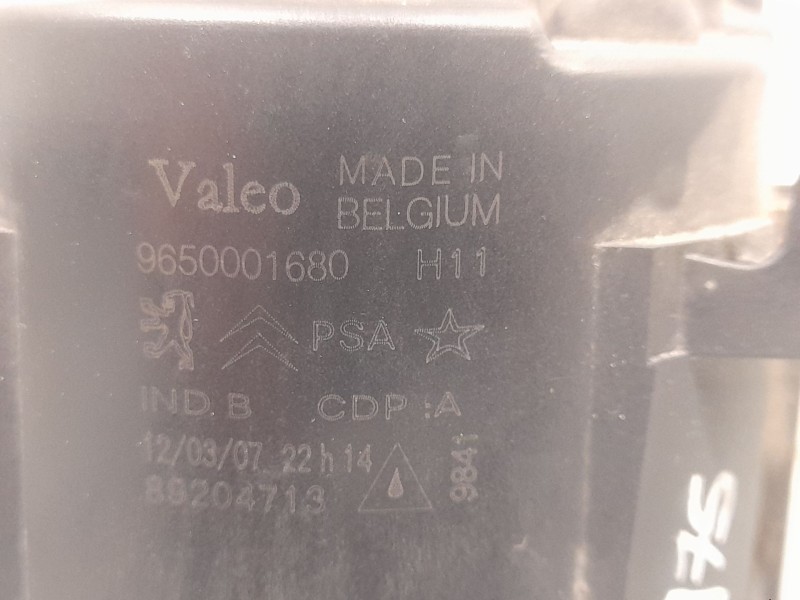 Valeo MADE IN
BELGIUM
9650001680 H11
PSA
IND.B CDP :A
12/03/07 22 h 14
89204713
9841